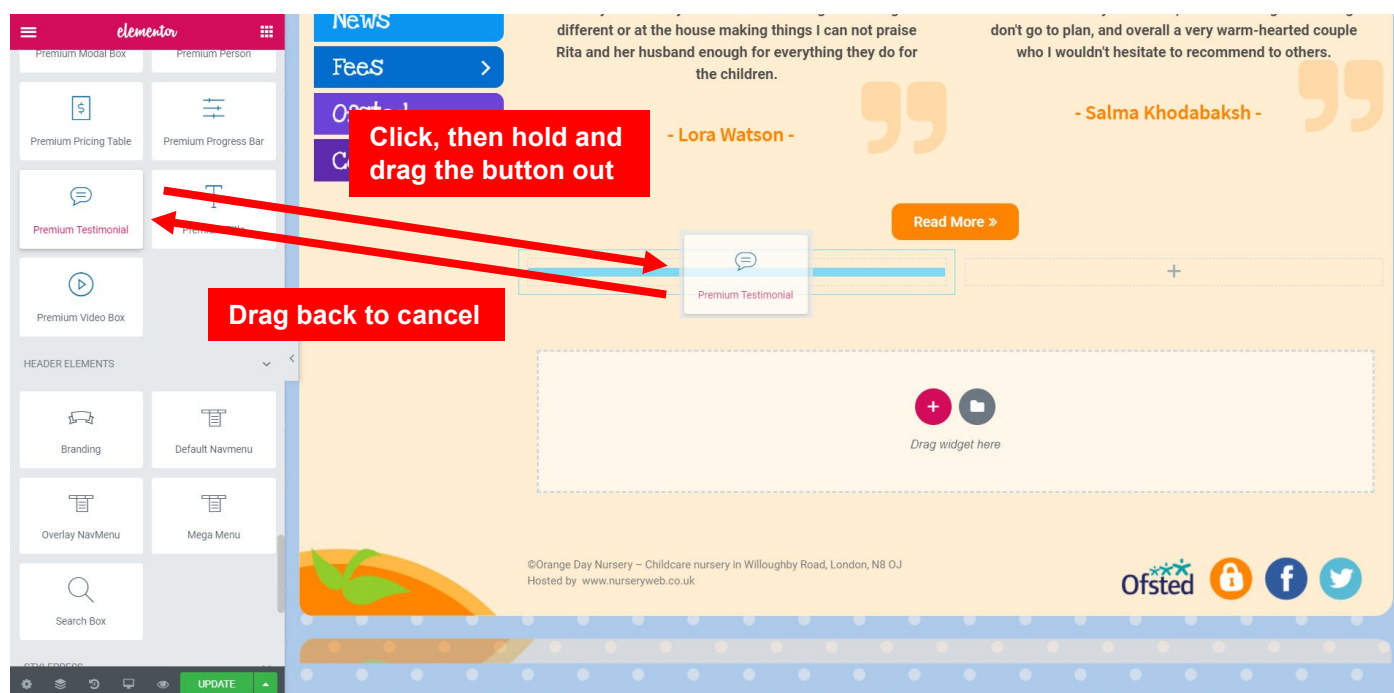 elementor
Premium Modal Box
Premium Person
Premium Pricing Table
Premium Progress Bar
Premium Testimonial
Premium Video Box
HEADER ELEMENTS
Branding
Default Navmenu
Overlay NavMenu
Mega Menu
Search Box
UPDATE
News
Fees
different or at the house making things I can not praise
Rita and her husband enough for everything they do for
the children.
- Lora Watson -
don't go to plan, and overall a very warm-hearted couple
who I wouldn't hesitate to recommend to others.
- Salma Khodabaksh -
Click, then hold and
drag the button out
Read More »
Premium Testimonial
Drag back to cancel
Drag widget here
©Orange Day Nursery – Childcare nursery in Willoughby Road, London, N8 OJ
Hosted by www.nurseryweb.co.uk
Ofsted